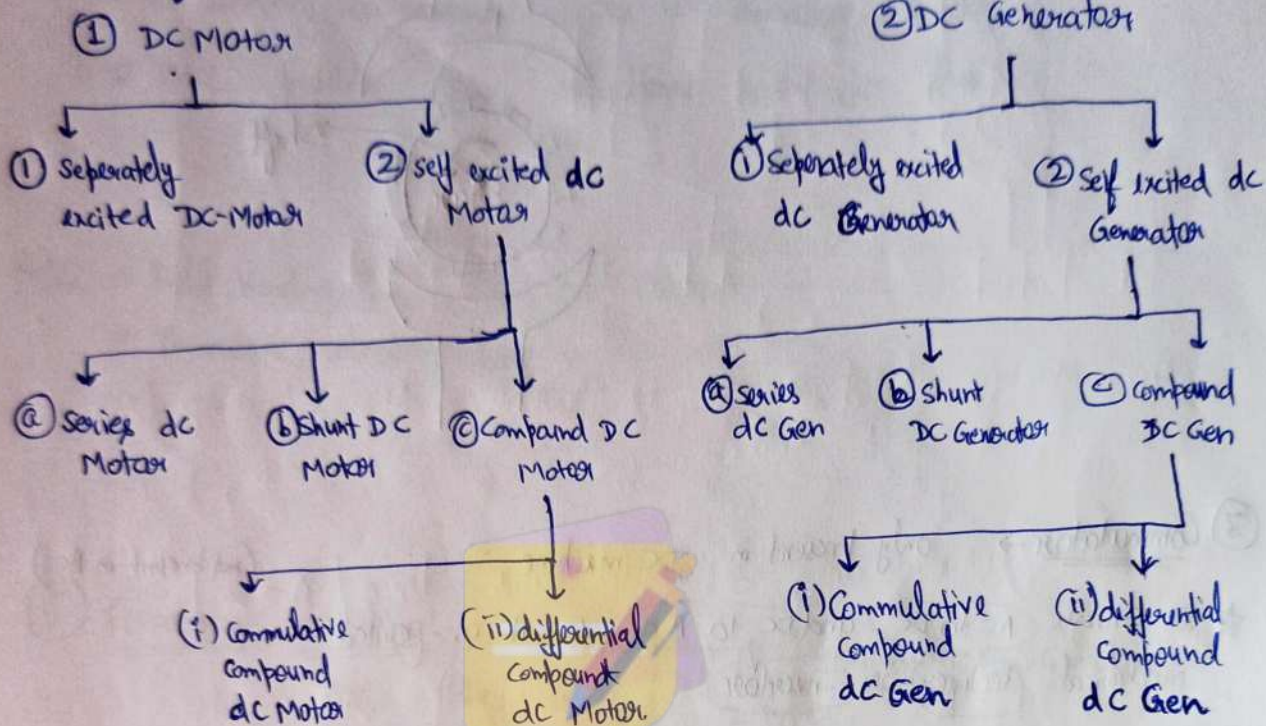 ① DC Motor
① Seperately
excited DC-Motor
② Self excited dc
Motor
ⓐ Series dc
Motor
ⓑ Shunt DC
Motor
ⓒ Compound DC
Motor
(i) Commulative
Compound
dc Motor
(ii) differential
Compound
dc Motor
② DC Generator
① Seperately excited
dc Generator
② Self excited dc
Generator
ⓐ Series
dC Gen
ⓑ Shunt
DC Generator
ⓒ Compound
DC Gen
(i) Commulative
Compound
dC Gen
(ii) differential
Compound
dC Gen